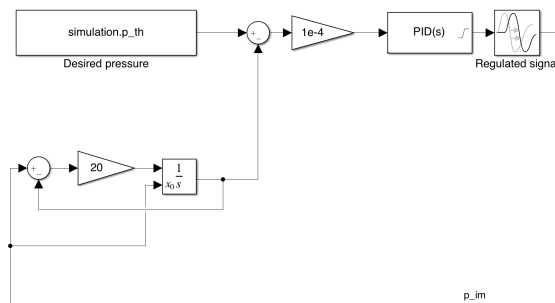 simulation.p_th
+
−
1e-4
PID(s)
Desired pressure
Regulated signa
+
−
20
1
x₀ s
p_im